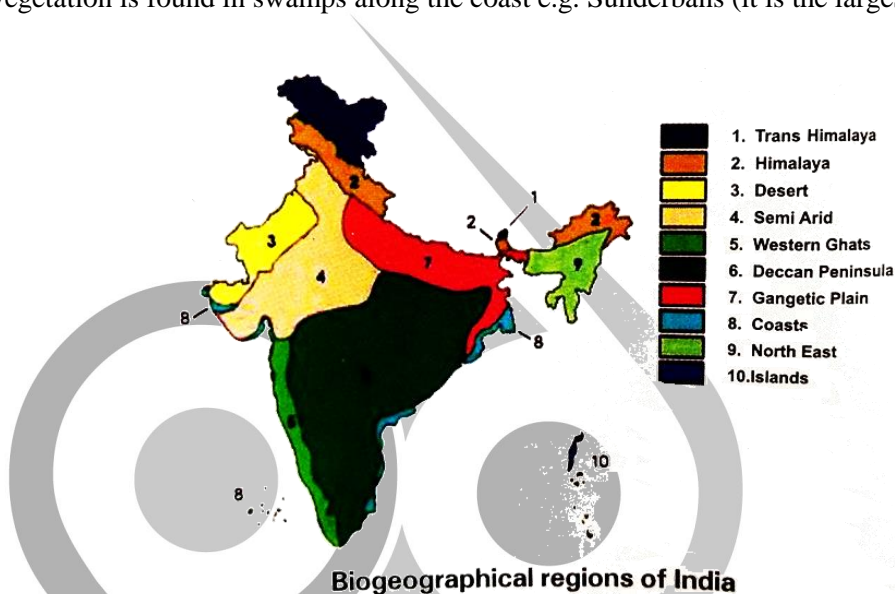 vegetation is found in swamps along the coast e.g. Sunderbans (it is the larges
1. Trans Himalaya
2. Himalaya
3. Desert
4. Semi Arid
5. Western Ghats
6. Deccan Peninsula
7. Gangetic Plain
8. Coasts
9. North East
10.Islands
2
1
2
2
3
9
7
4
8
8
10
8
Biogeographical regions of India